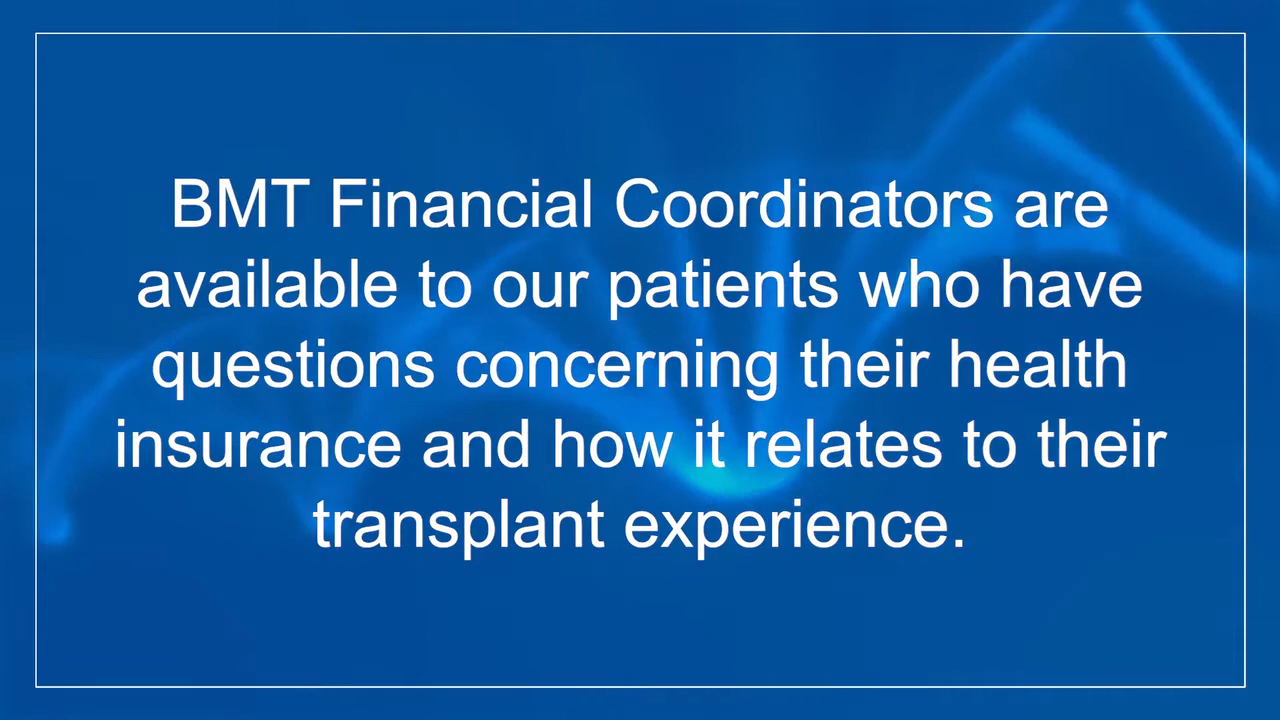 BMT Financial Coordinators are
available to our patients who have
questions concerning their health
insurance and how it relates to their
transplant experience.